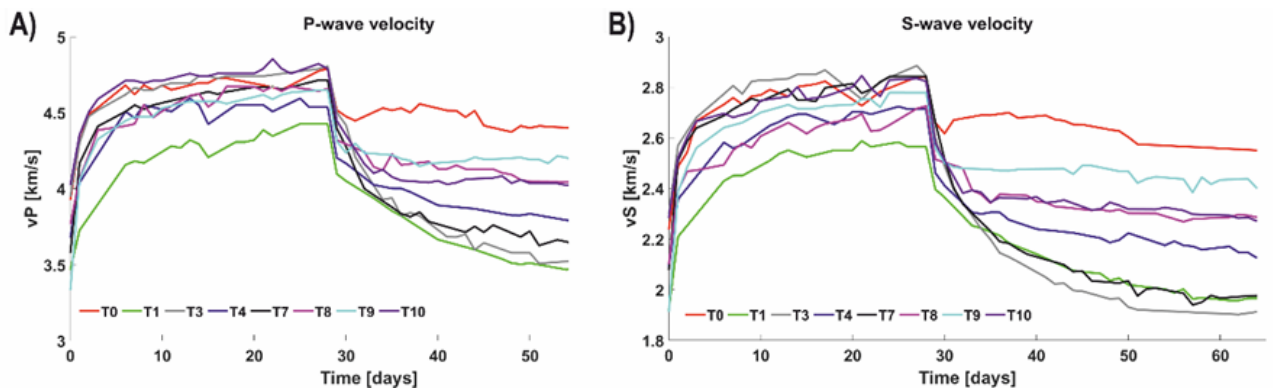 A)
P-wave velocity
5
4.5
4
3.5
3
vP [km/s]
T0 T1 T3 T4 T7 T8 T9 T10
0 10 20 30 40 50
Time [days]
B)
S-wave velocity
3
2.8
2.6
2.4
2.2
2
1.8
vS [km/s]
T0 T1 T3 T4 T7 T8 T9 T10
0 10 20 30 40 50 60
Time [days]